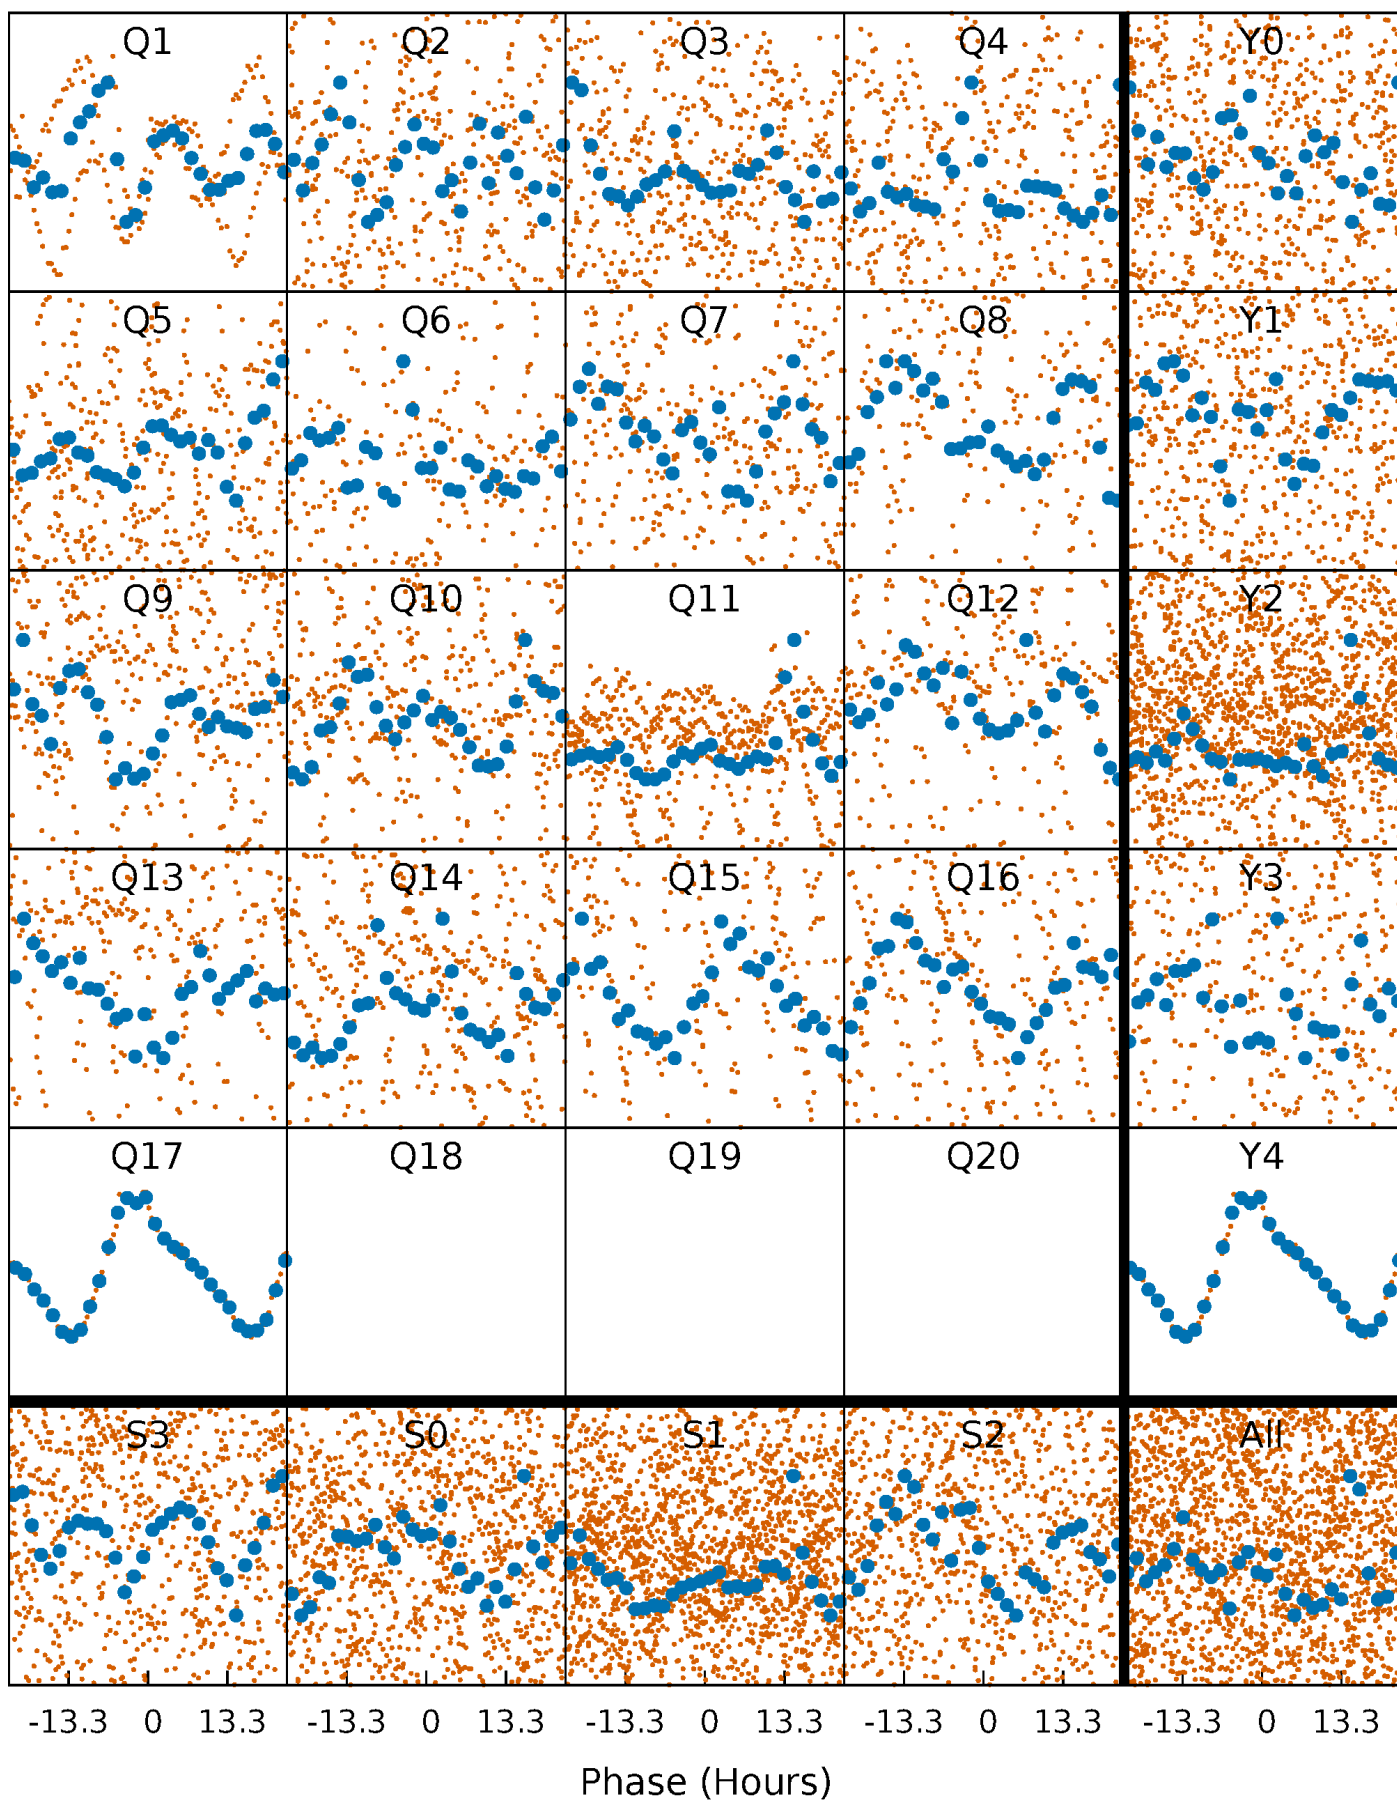 Q1 Q2 Q3 Q4 Y0
Q5 Q6 Q7 Q8 Y1
Q9 Q10 Q11 Q12 Y2
Q13 Q14 Q15 Q16 Y3
Q17 Q18 Q19 Q20 Y4
S3 S0 S1 S2 All
-13.3 0 13.3 -13.3 0 13.3 -13.3 0 13.3 -13.3 0 13.3 -13.3 0 13.3
Phase (Hours)